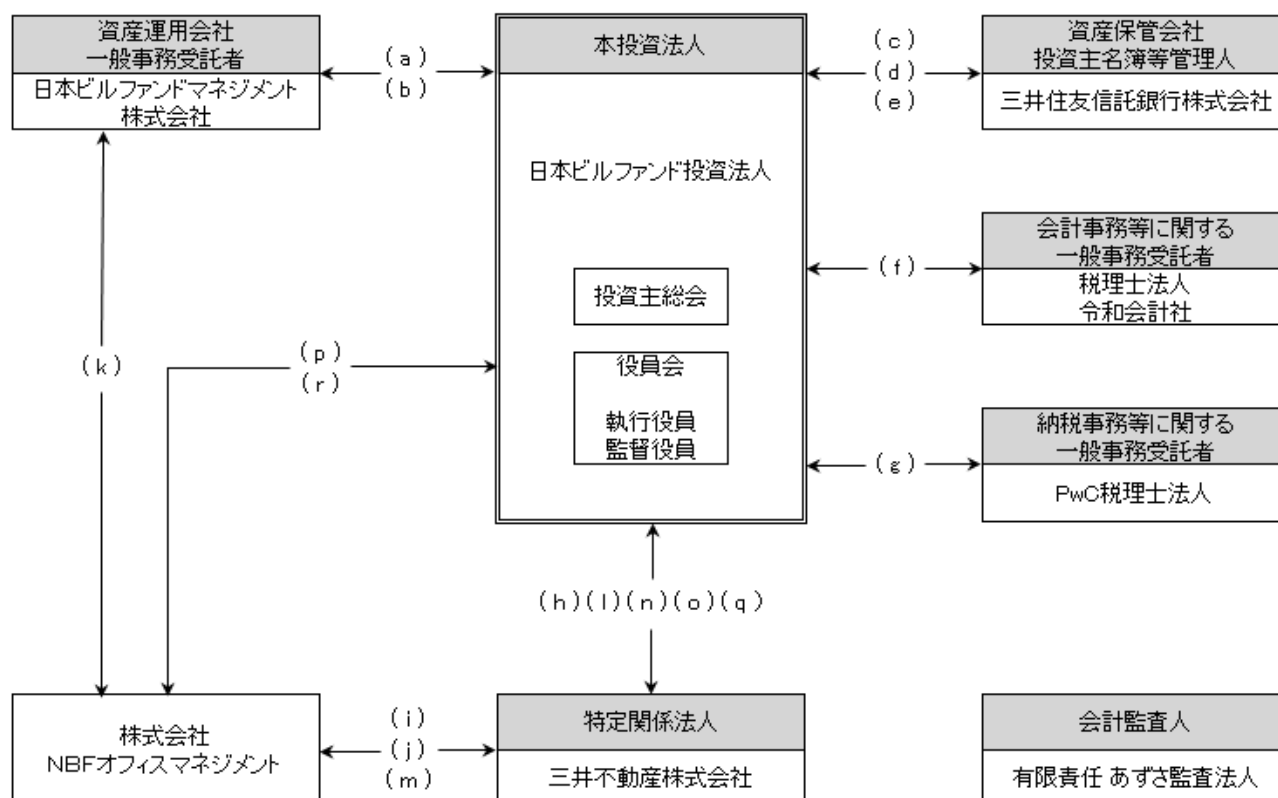 資産運用会社
一般事務受託者
日本ビルファンドマネジメント
株式会社
(a)
(b)
本投資法人
日本ビルファンド投資法人
投資主総会
役員会
執行役員
監督役員
(c)
(d)
(e)
資産保管会社
投資主名簿等管理人
三井住友信託銀行株式会社
(f)
会計事務等に関する
一般事務受託者
税理士法人
令和会計社
(k)
(p)
(r)
(g)
納税事務等に関する
一般事務受託者
PwC税理士法人
(h)(l)(n)(o)(q)
株式会社
NBFオフィスマネジメント
(i)
(j)
(m)
特定関係法人
三井不動産株式会社
会計監査人
有限責任 あずさ監査法人